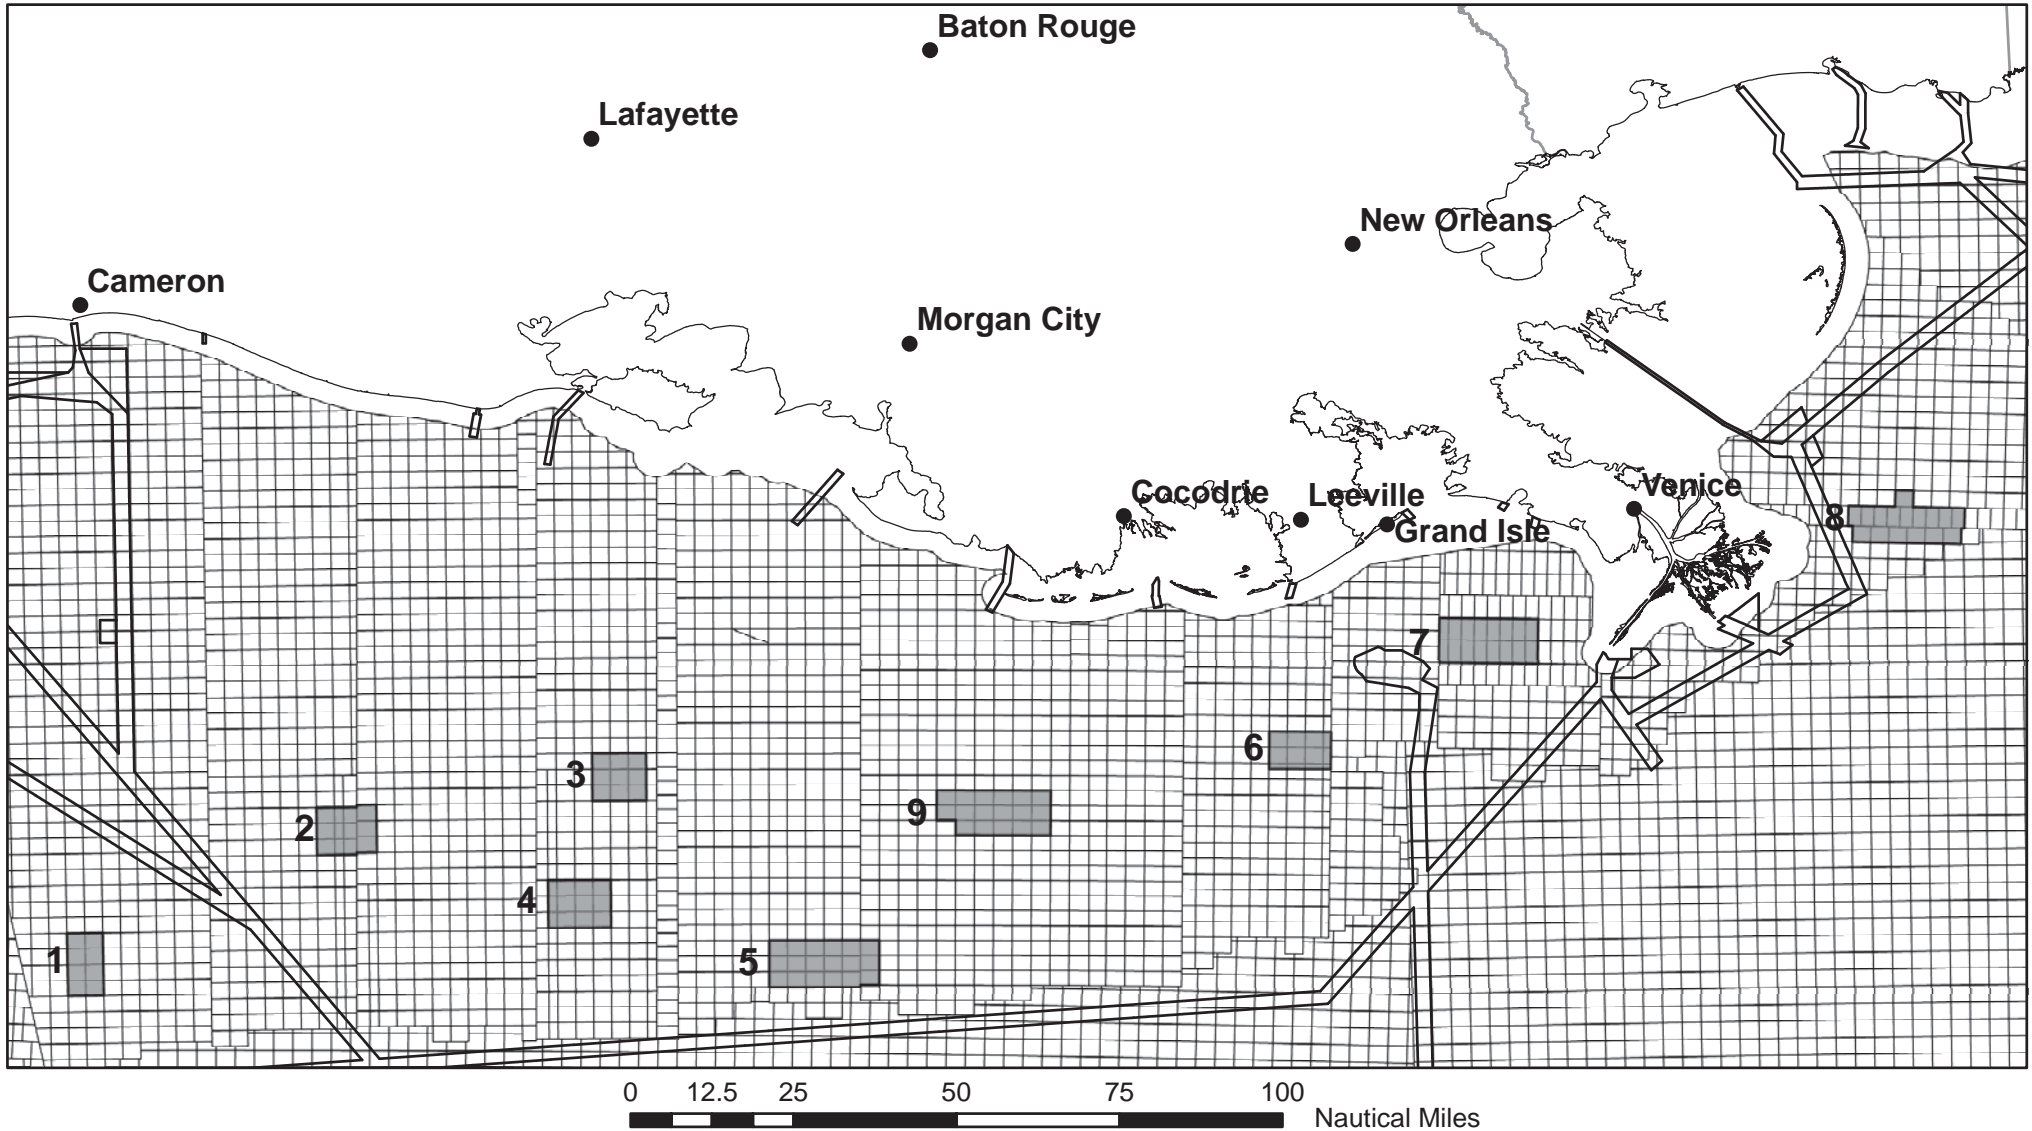 Baton Rouge
Lafayette
New Orleans
Cameron
Morgan City
Cocodrie
Leeville
Venice
Grand Isle
8
7
6
3
9
2
4
5
1
0 12.5 25 50 75 100
Nautical Miles